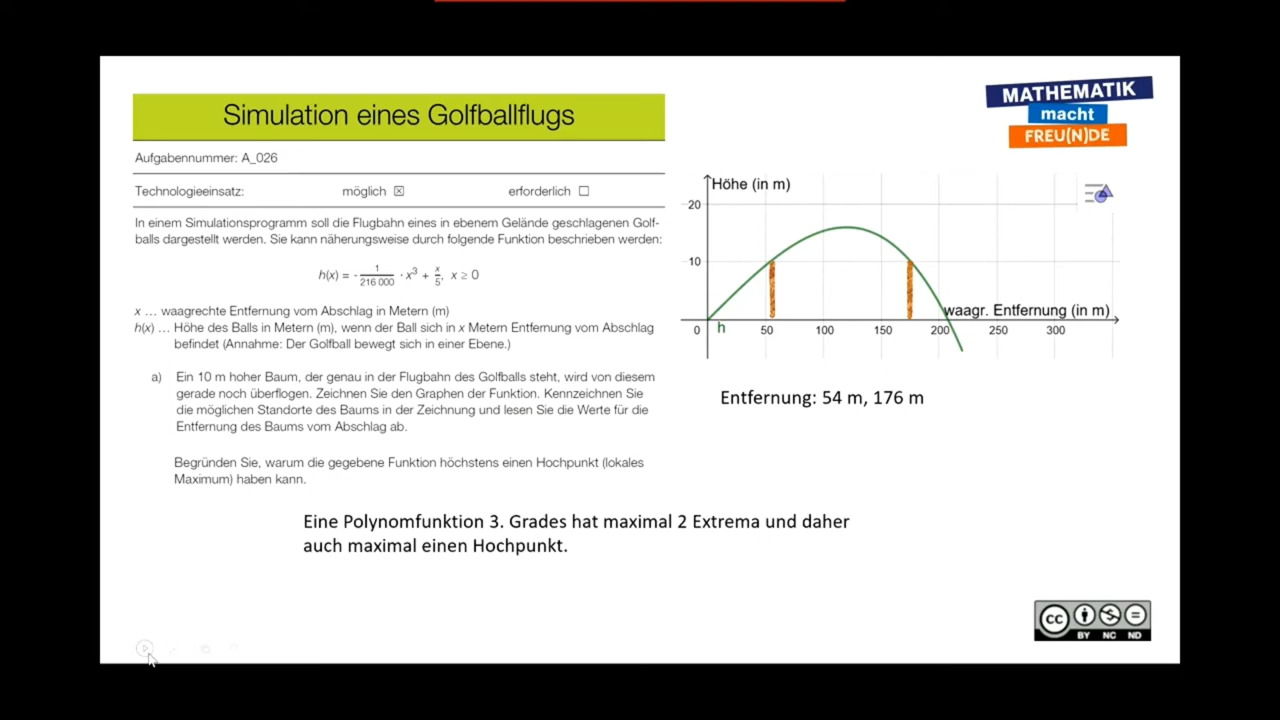 Simulation eines Golfballflugs
Aufgabennummer: A_026
Technologieeinsatz: möglich ☒ erforderlich ☐
In einem Simulationsprogramm soll die Flugbahn eines in ebenem Gelände geschlagenen Golf-
balls dargestellt werden. Sie kann näherungsweise durch folgende Funktion beschrieben werden:
h(x) = - 1/216 000 · x³ + x/5, x ≥ 0
x … waagrechte Entfernung vom Abschlag in Metern (m)
h(x) … Höhe des Balls in Metern (m), wenn der Ball sich in x Metern Entfernung vom Abschlag
befindet (Annahme: Der Golfball bewegt sich in einer Ebene.)
a) Ein 10 m hoher Baum, der genau in der Flugbahn des Golfballs steht, wird von diesem
gerade noch überflogen. Zeichnen Sie den Graphen der Funktion. Kennzeichnen Sie
die möglichen Standorte des Baums in der Zeichnung und lesen Sie die Werte für die
Entfernung des Baums vom Abschlag ab.
Begründen Sie, warum die gegebene Funktion höchstens einen Hochpunkt (lokales
Maximum) haben kann.
MATHEMATIK
macht
FREU(N)DE
Höhe (in m)
20
10
waagr. Entfernung (in m)
0 h 50 100 150 200 250 300
Entfernung: 54 m, 176 m
Eine Polynomfunktion 3. Grades hat maximal 2 Extrema und daher
auch maximal einen Hochpunkt.
cc
BY NC ND